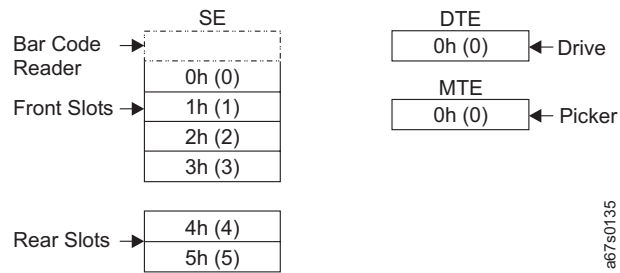 SE
Bar Code
Reader
0h (0)
Front Slots
1h (1)
2h (2)
3h (3)
Rear Slots
4h (4)
5h (5)
DTE
0h (0)
Drive
MTE
0h (0)
Picker
a67s0135